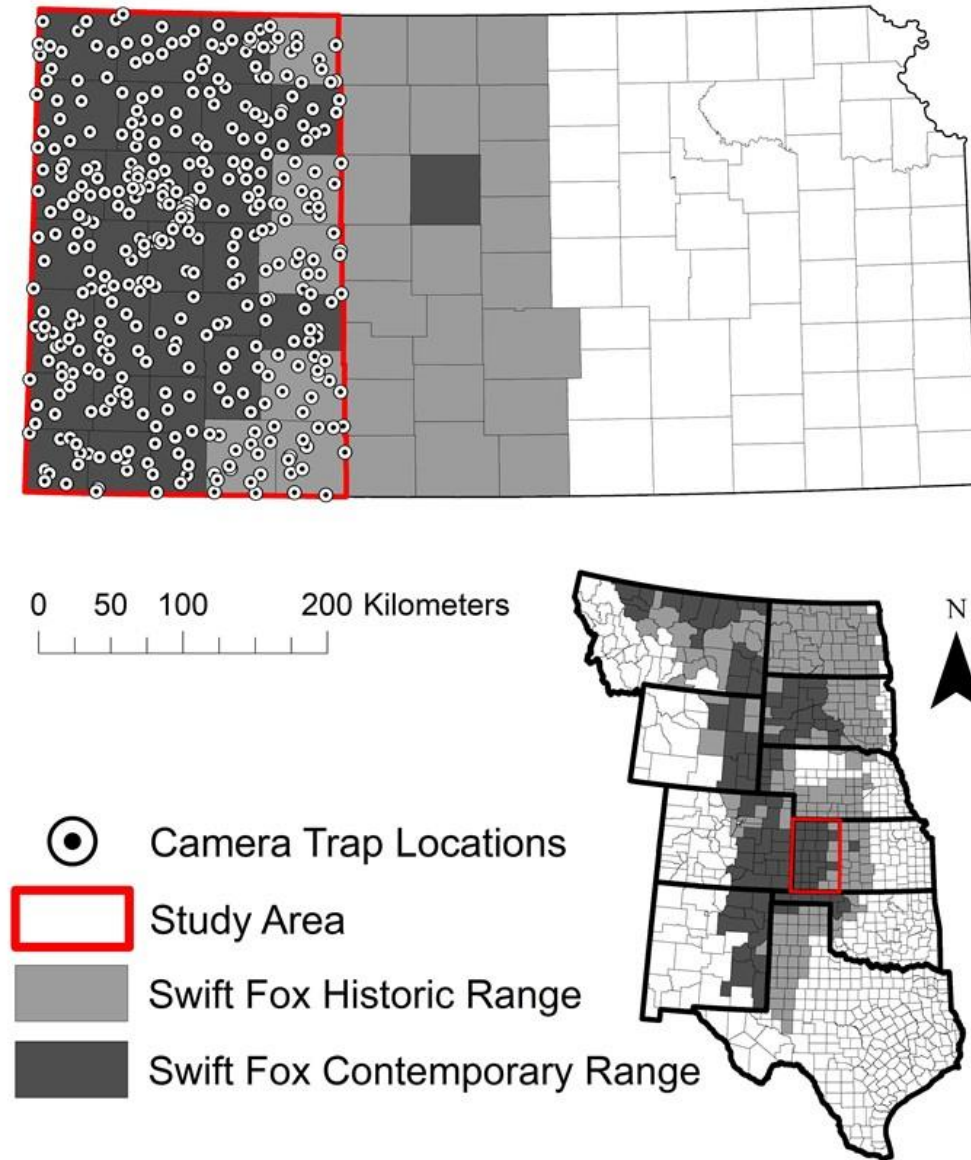 0 50 100 200 Kilometers
N
Camera Trap Locations
Study Area
Swift Fox Historic Range
Swift Fox Contemporary Range